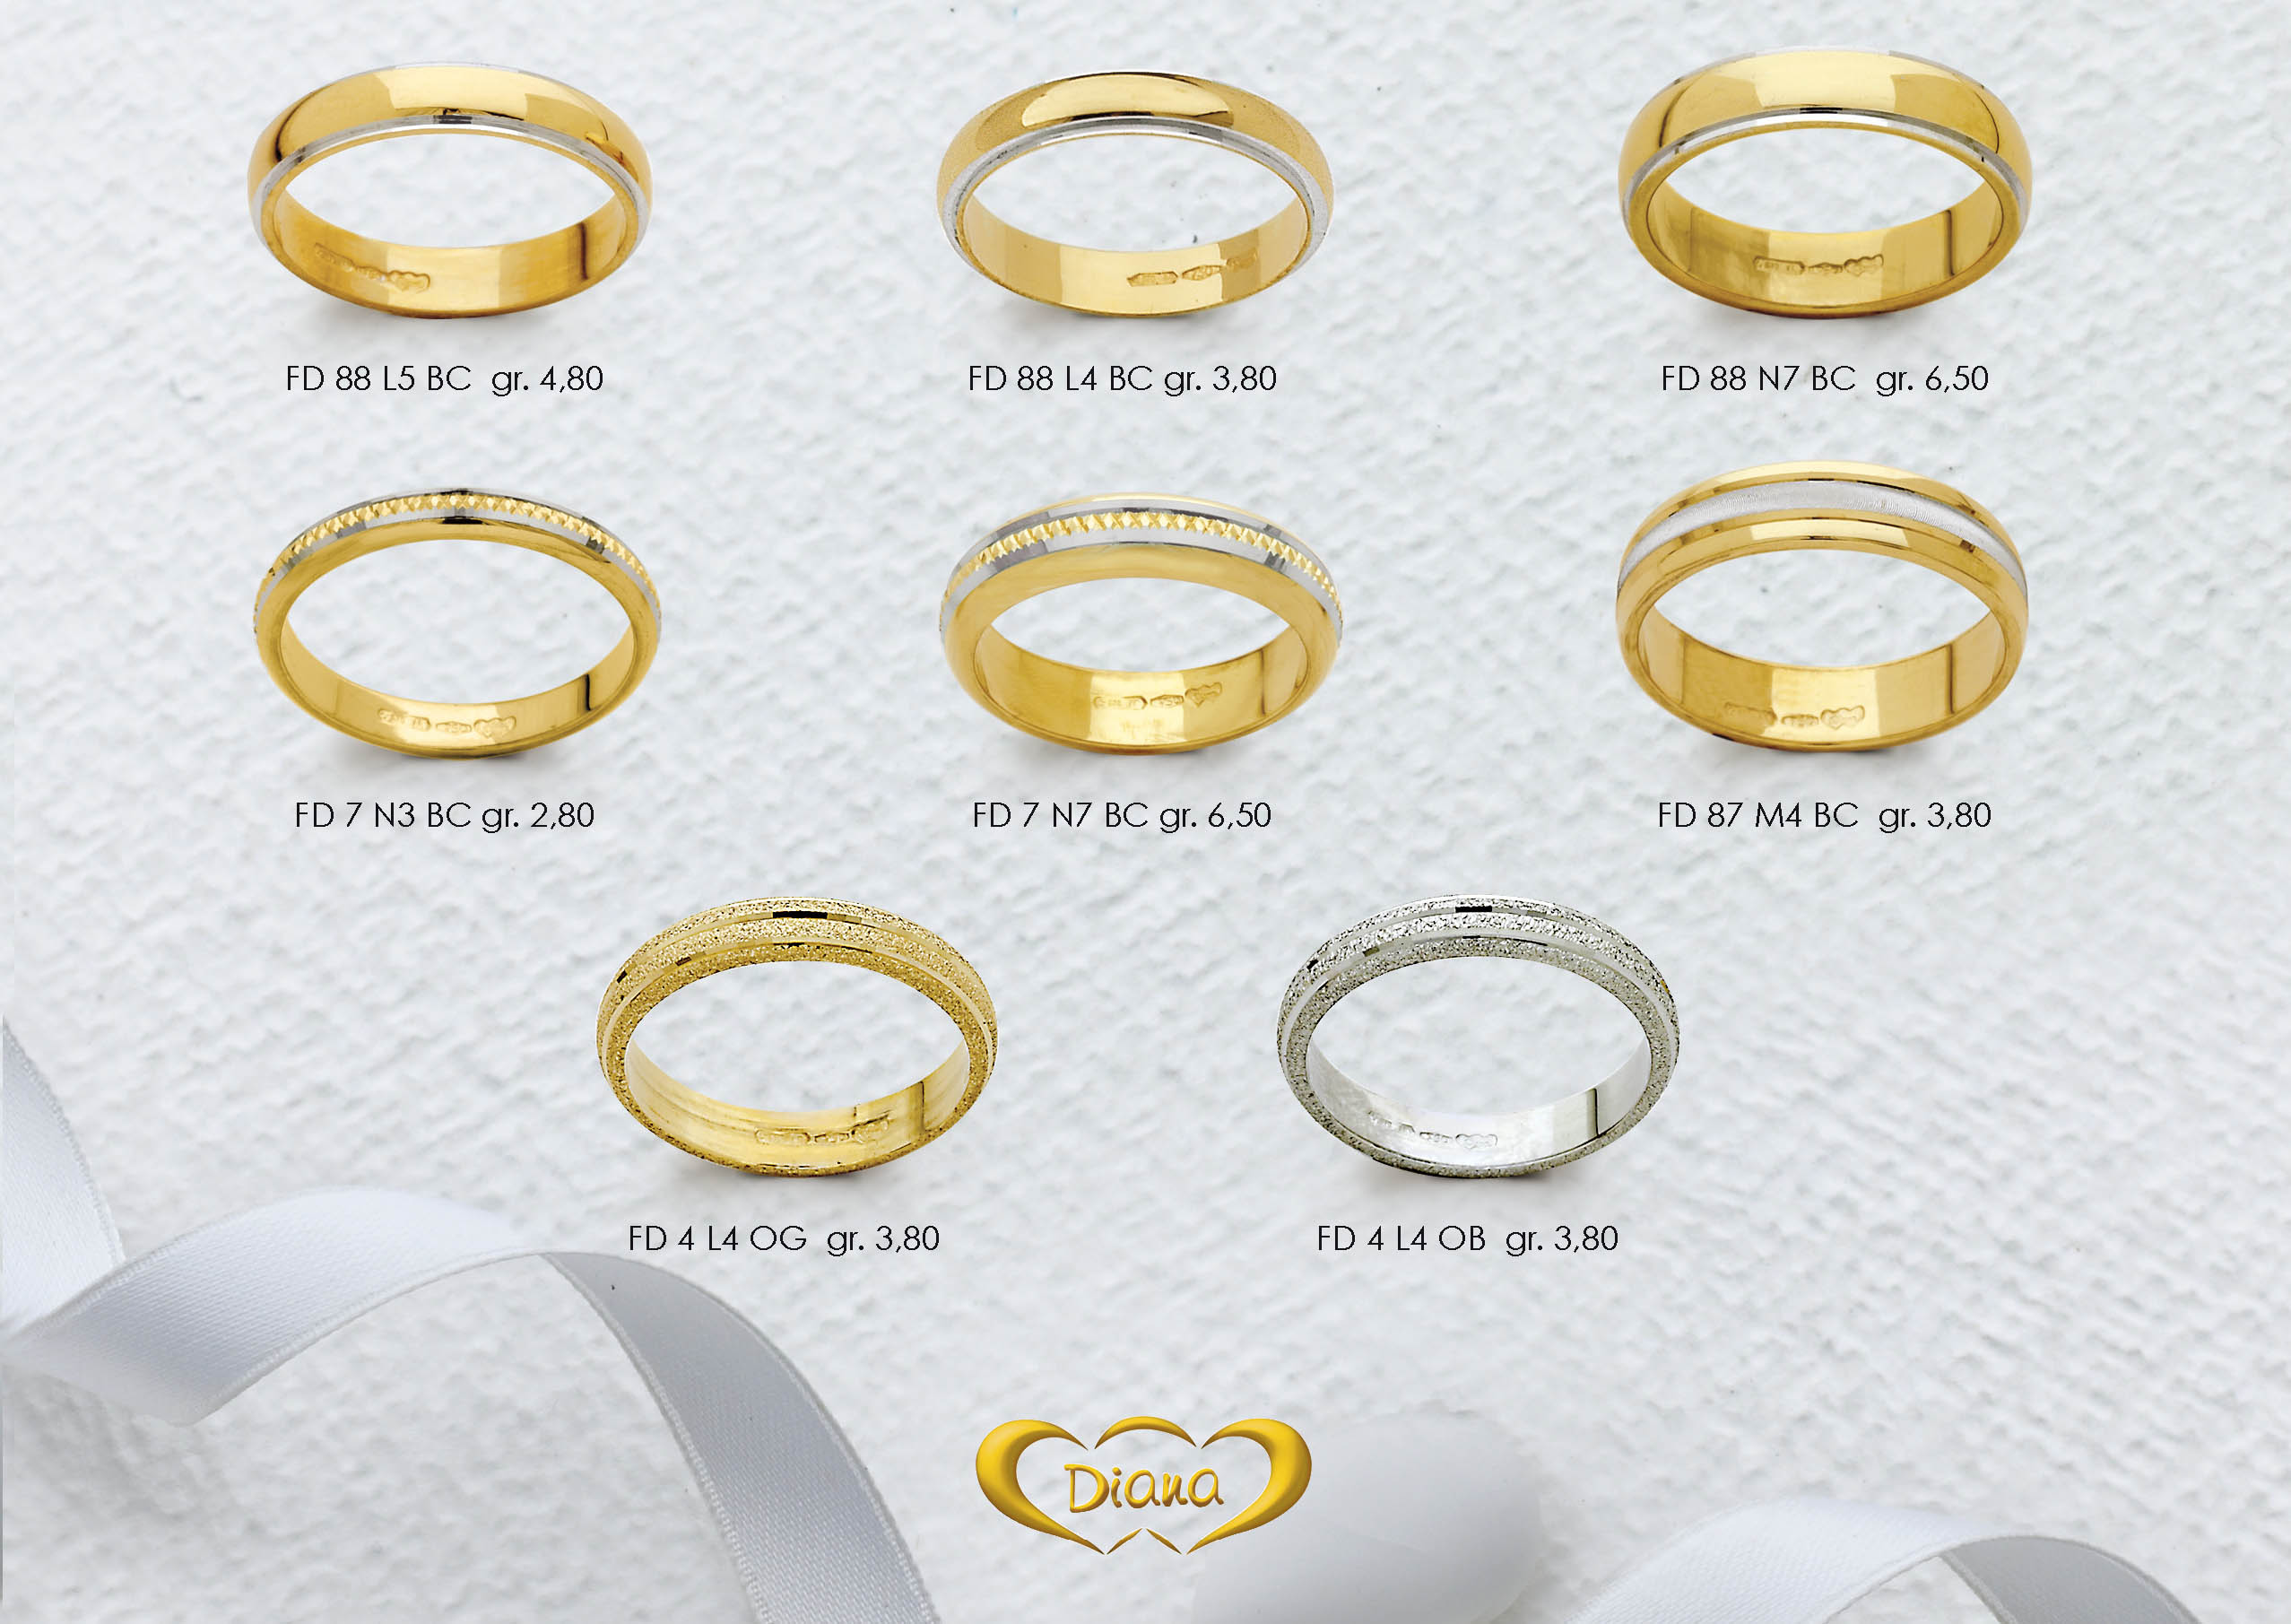 FD 88 L5 BC  gr. 4,80
FD 88 L4 BC gr. 3,80
FD 88 N7 BC  gr. 6,50
FD 7 N3 BC gr. 2,80
FD 7 N7 BC gr. 6,50
FD 87 M4 BC  gr. 3,80
FD 4 L4 OG  gr. 3,80
FD 4 L4 OB  gr. 3,80
Diana